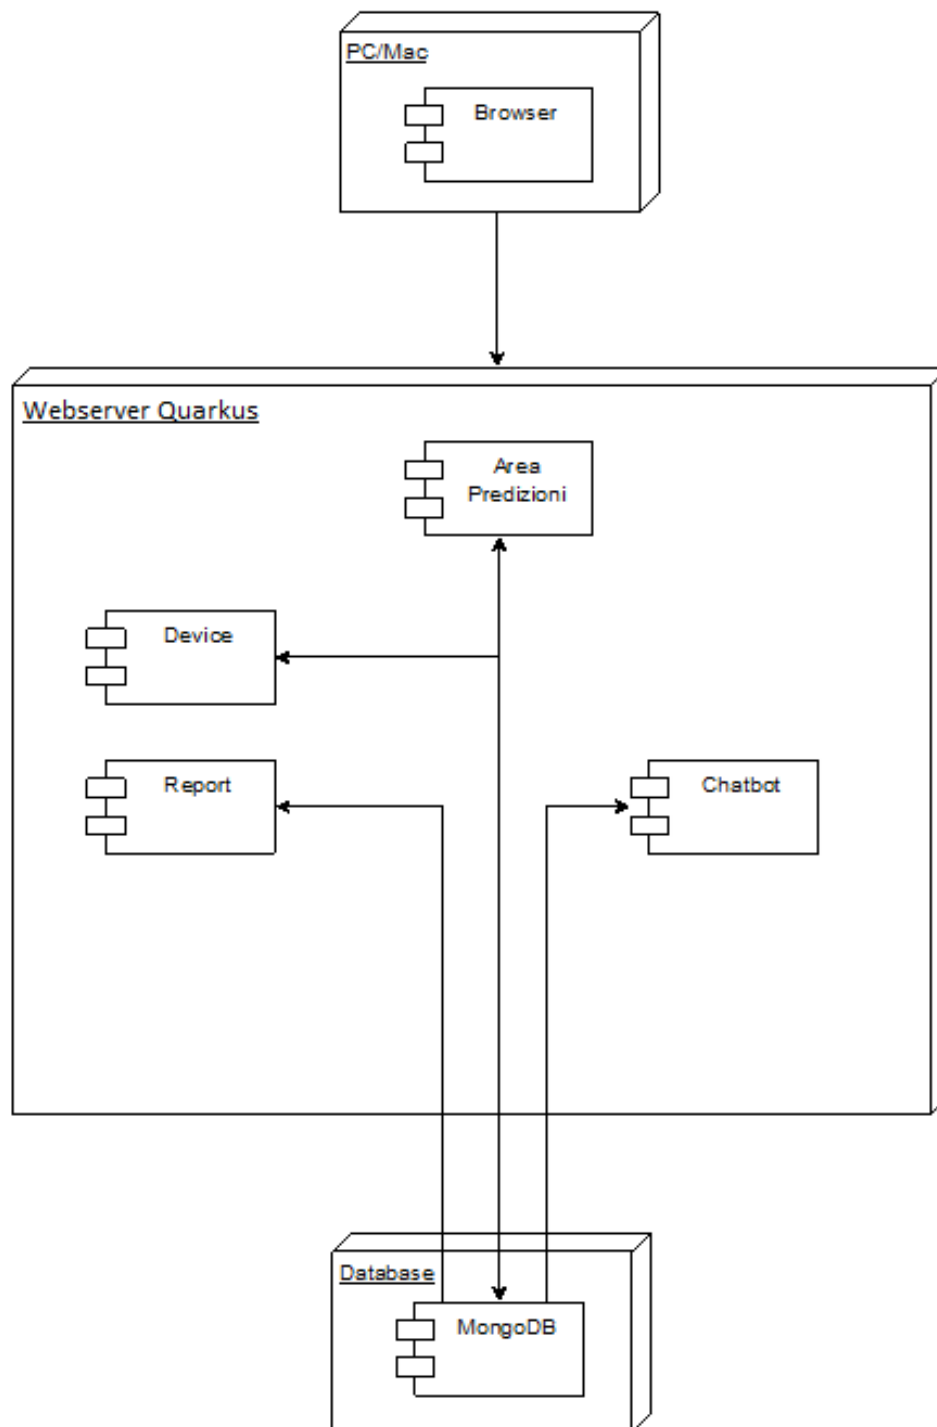 PC/Mac
Browser
Webserver Quarkus
Area
Predizioni
Device
Report
Chatbot
Database
MongoDB